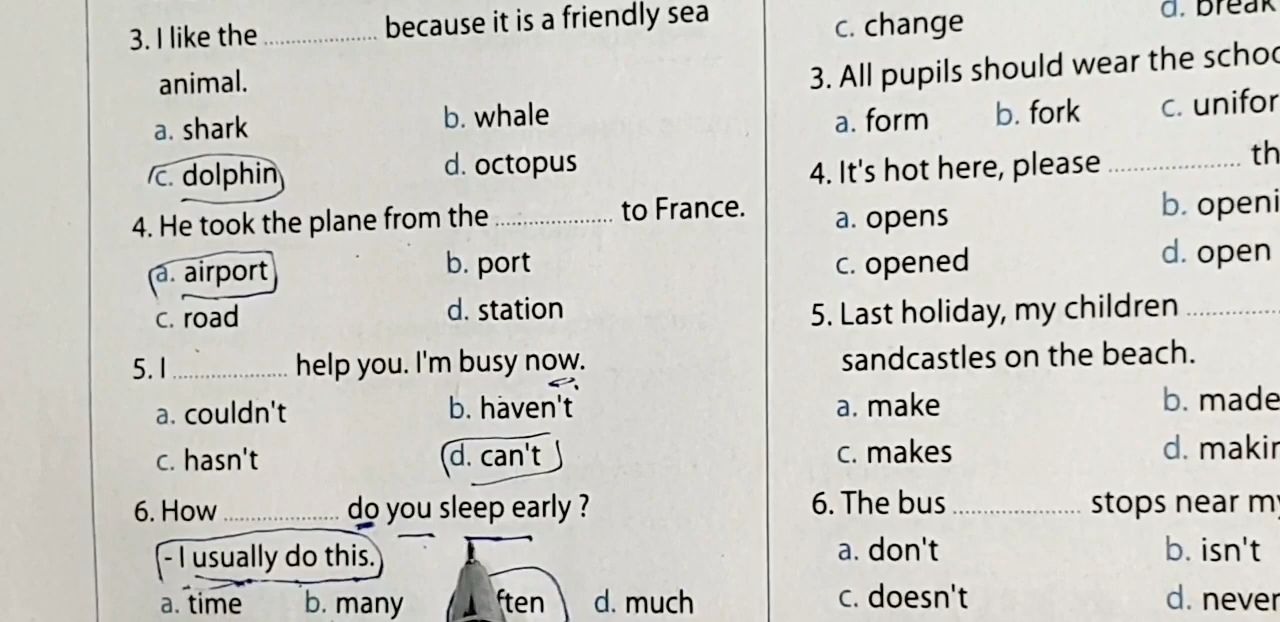 3. I like the .................... because it is a friendly sea
animal.
a. shark
b. whale
c. dolphin
d. octopus
4. He took the plane from the .................... to France.
a. airport
b. port
c. road
d. station
5. I .................... help you. I'm busy now.
a. couldn't
b. haven't
c. hasn't
d. can't
6. How .................... do you sleep early ?
- I usually do this.
a. time b. many ften d. much
c. change
d. break
3. All pupils should wear the schoo
a. form b. fork c. unifor
4. It's hot here, please .................... th
a. opens
b. openi
c. opened
d. open
5. Last holiday, my children ....................
sandcastles on the beach.
a. make
b. made
c. makes
d. makin
6. The bus .................... stops near my
a. don't
b. isn't
c. doesn't
d. never